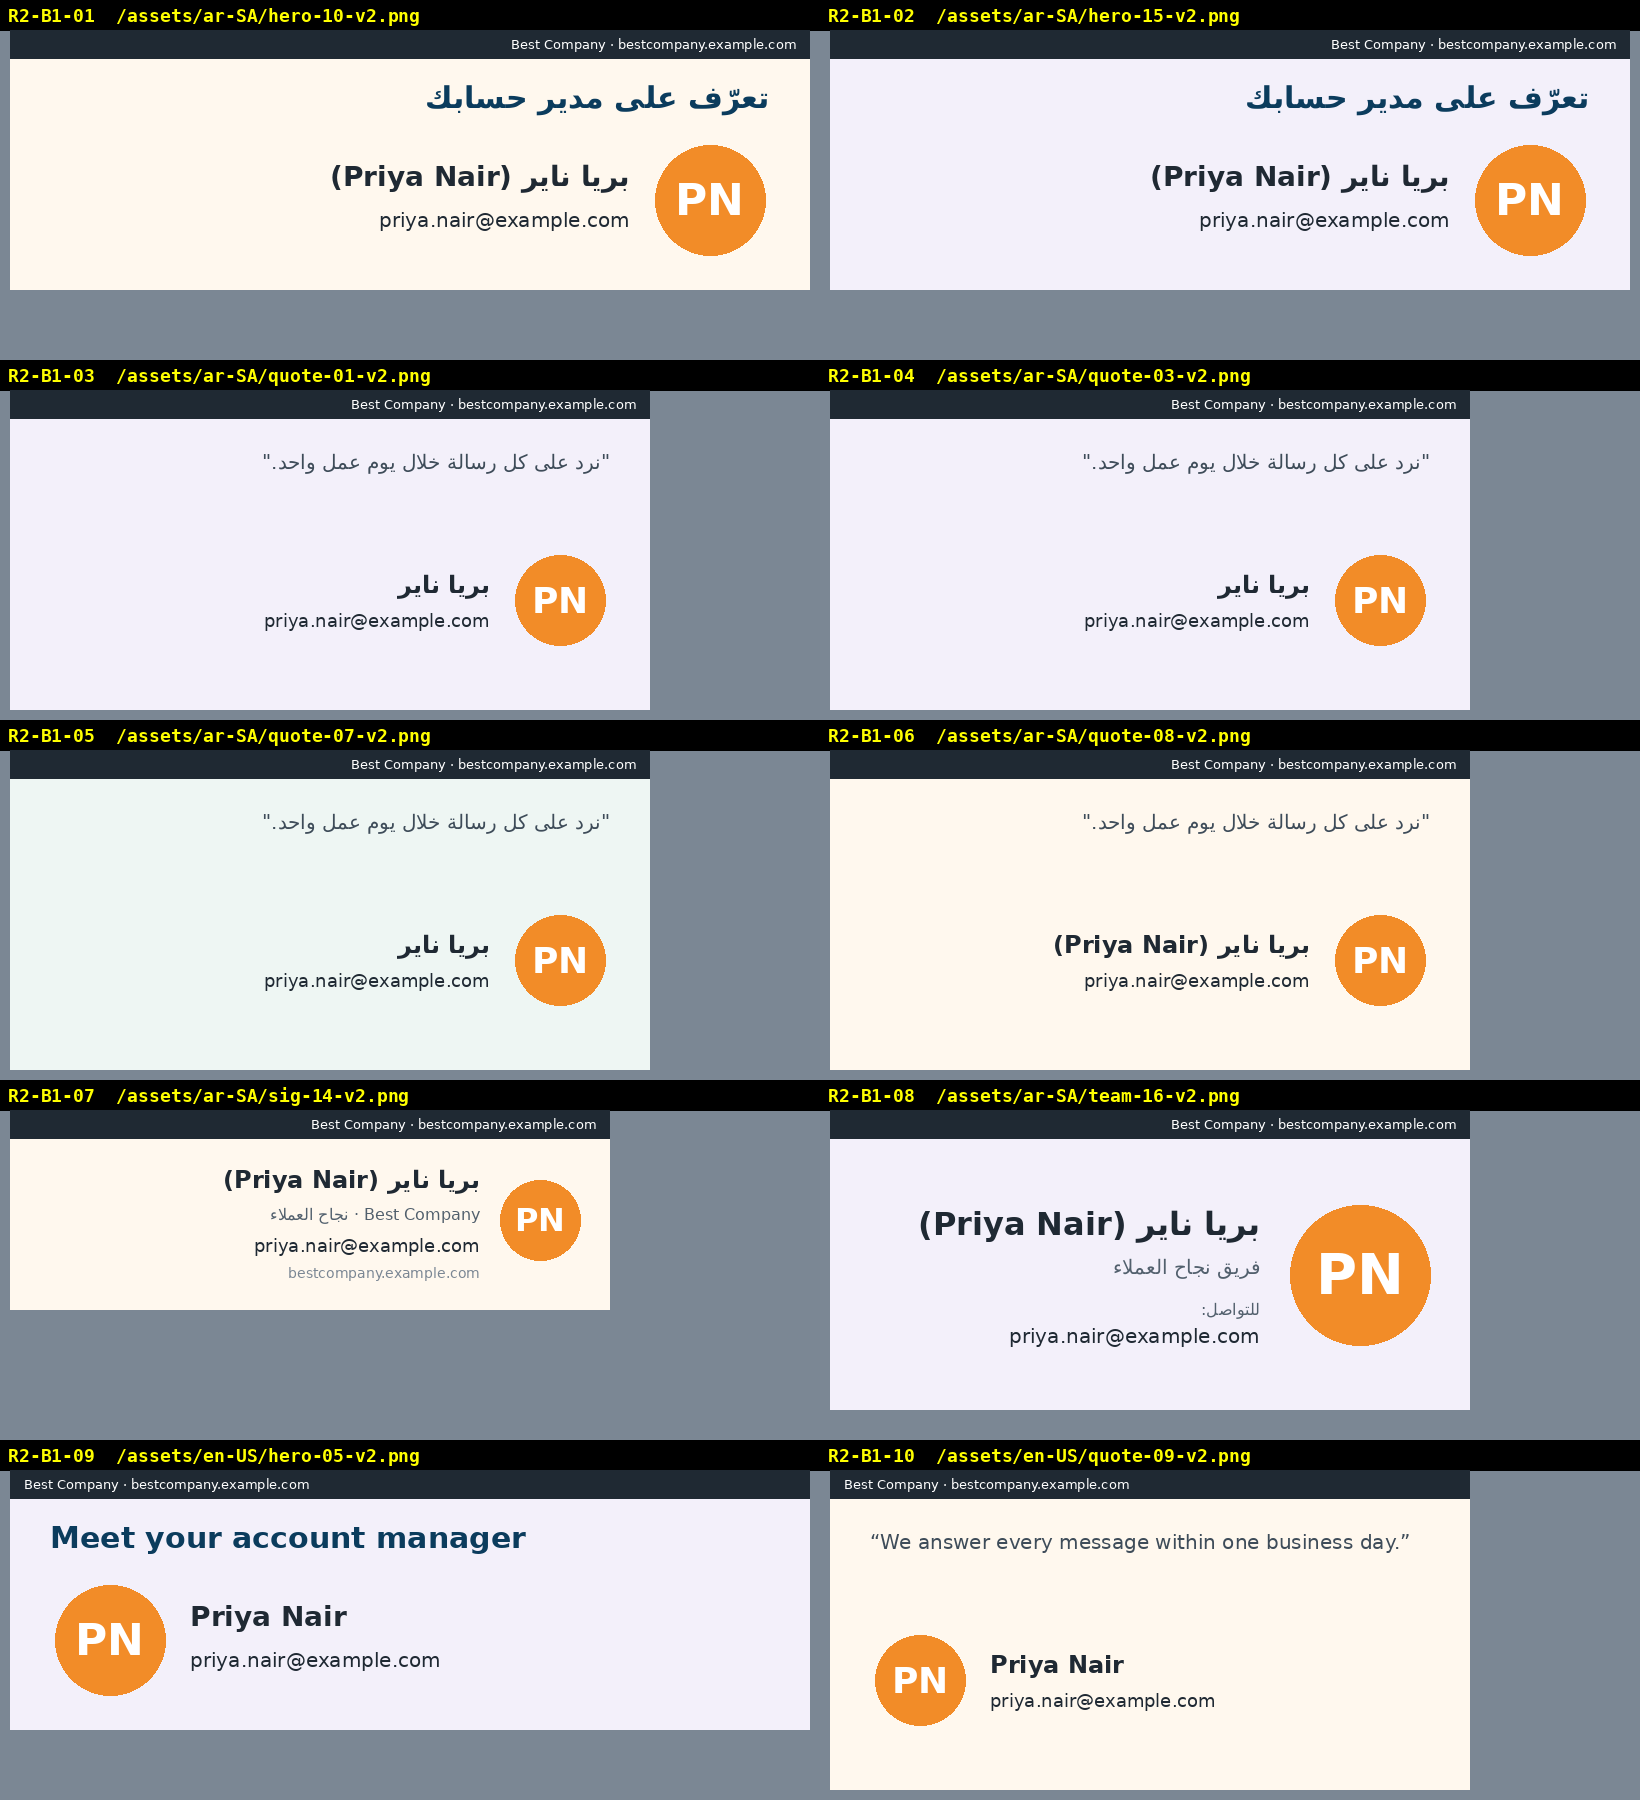 R2-B1-01 /assets/ar-SA/hero-10-v2.png
Best Company · bestcompany.example.com
تعرّف على مدير حسابك
بريا ناير (Priya Nair)
priya.nair@example.com
PN
R2-B1-02 /assets/ar-SA/hero-15-v2.png
Best Company · bestcompany.example.com
تعرّف على مدير حسابك
بريا ناير (Priya Nair)
priya.nair@example.com
PN
R2-B1-03 /assets/ar-SA/quote-01-v2.png
Best Company · bestcompany.example.com
"نرد على كل رسالة خلال يوم عمل واحد."
بريا ناير
priya.nair@example.com
PN
R2-B1-04 /assets/ar-SA/quote-03-v2.png
Best Company · bestcompany.example.com
"نرد على كل رسالة خلال يوم عمل واحد."
بريا ناير
priya.nair@example.com
PN
R2-B1-05 /assets/ar-SA/quote-07-v2.png
Best Company · bestcompany.example.com
"نرد على كل رسالة خلال يوم عمل واحد."
بريا ناير
priya.nair@example.com
PN
R2-B1-06 /assets/ar-SA/quote-08-v2.png
Best Company · bestcompany.example.com
"نرد على كل رسالة خلال يوم عمل واحد."
بريا ناير (Priya Nair)
priya.nair@example.com
PN
R2-B1-07 /assets/ar-SA/sig-14-v2.png
Best Company · bestcompany.example.com
بريا ناير (Priya Nair)
Best Company · نجاح العملاء
priya.nair@example.com
bestcompany.example.com
PN
R2-B1-08 /assets/ar-SA/team-16-v2.png
Best Company · bestcompany.example.com
بريا ناير (Priya Nair)
فريق نجاح العملاء
للتواصل:
priya.nair@example.com
PN
R2-B1-09 /assets/en-US/hero-05-v2.png
Best Company · bestcompany.example.com
Meet your account manager
PN
Priya Nair
priya.nair@example.com
R2-B1-10 /assets/en-US/quote-09-v2.png
Best Company · bestcompany.example.com
“We answer every message within one business day.”
PN
Priya Nair
priya.nair@example.com